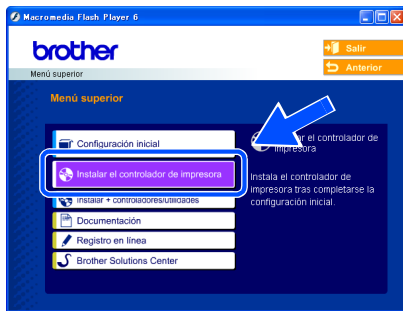 Macromedia Flash Player 6
brother
Salir
Anterior
Menú superior
Menú superior
Configuración inicial
Instalar el controlador de impresora
Instalar + controladores/utilidades
Documentación
Registro en línea
Brother Solutions Center
el controlador de
impresora
Instala el controlador de
impresora tras completarse la
configuración inicial.